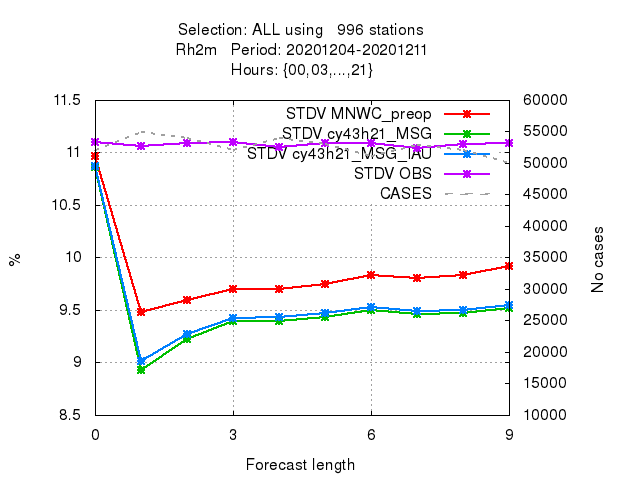 Selection: ALL using   996 stations
Rh2m   Period: 20201204-20201211
Hours: {00,03,...,21}
STDV MNWC_preop
STDV cy43h21_MSG
STDV cy43h21_MSG_IAU
STDV OBS
CASES
11.5
11
10.5
10
9.5
9
8.5
%
60000
55000
50000
45000
40000
35000
30000
25000
20000
15000
10000
No cases
0 3 6 9
Forecast length